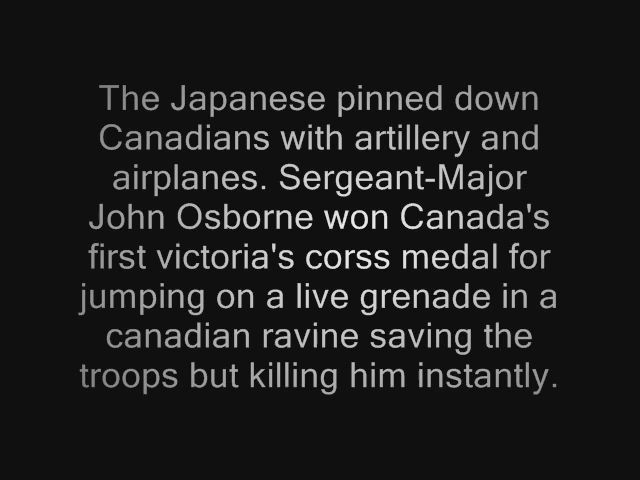 The Japanese pinned down
Canadians with artillery and
airplanes. Sergeant-Major
John Osborne won Canada's
first victoria's corss medal for
jumping on a live grenade in a
canadian ravine saving the
troops but killing him instantly.